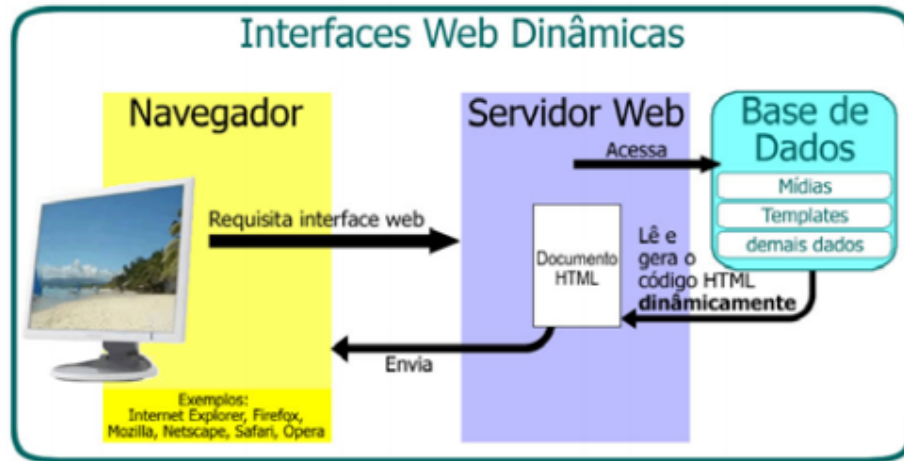 Interfaces Web Dinâmicas
Navegador
Requisita interface web
Exemplos:
Internet Explorer, Firefox,
Mozilla, Netscape, Safari, Opera
Servidor Web
Acessa
Base de
Dados
Mídias
Templates
demais dados
Lê e
gera o
código HTML
dinâmicamente
Documento
HTML
Envia